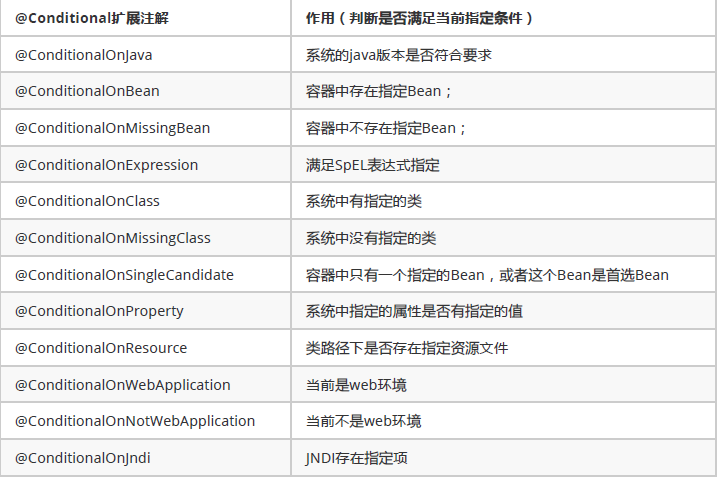 @Conditional扩展注解 作用（判断是否满足当前指定条件）
@ConditionalOnJava 系统的java版本是否符合要求
@ConditionalOnBean 容器中存在指定Bean；
@ConditionalOnMissingBean 容器中不存在指定Bean；
@ConditionalOnExpression 满足SpEL表达式指定
@ConditionalOnClass 系统中有指定的类
@ConditionalOnMissingClass 系统中没有指定的类
@ConditionalOnSingleCandidate 容器中只有一个指定的Bean，或者这个Bean是首选Bean
@ConditionalOnProperty 系统中指定的属性是否有指定的值
@ConditionalOnResource 类路径下是否存在指定资源文件
@ConditionalOnWebApplication 当前是web环境
@ConditionalOnNotWebApplication 当前不是web环境
@ConditionalOnJndi JNDI存在指定项